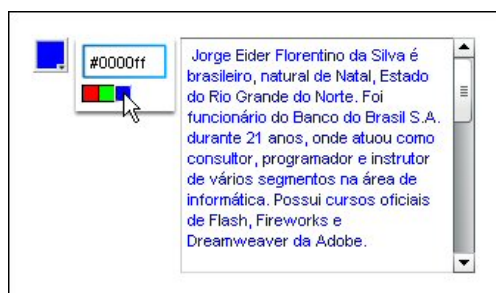 #0000ff
Jorge Eider Florentino da Silva é
brasileiro, natural de Natal, Estado
do Rio Grande do Norte. Foi
funcionário do Banco do Brasil S.A.
durante 21 anos, onde atuou como
consultor, programador e instrutor
de vários segmentos na área de
informática. Possui cursos oficiais
de Flash, Fireworks e
Dreamweaver da Adobe.